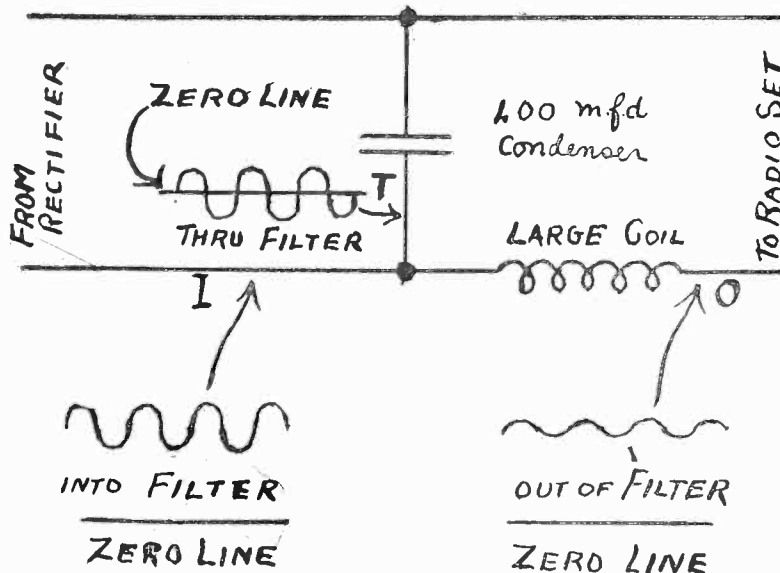 FROM
RECTIFIER
ZERO LINE
T
THRU FILTER
400 mfd
Condenser
LARGE COIL
TO RADIO SET
I
O
INTO FILTER
ZERO LINE
OUT OF FILTER
ZERO LINE